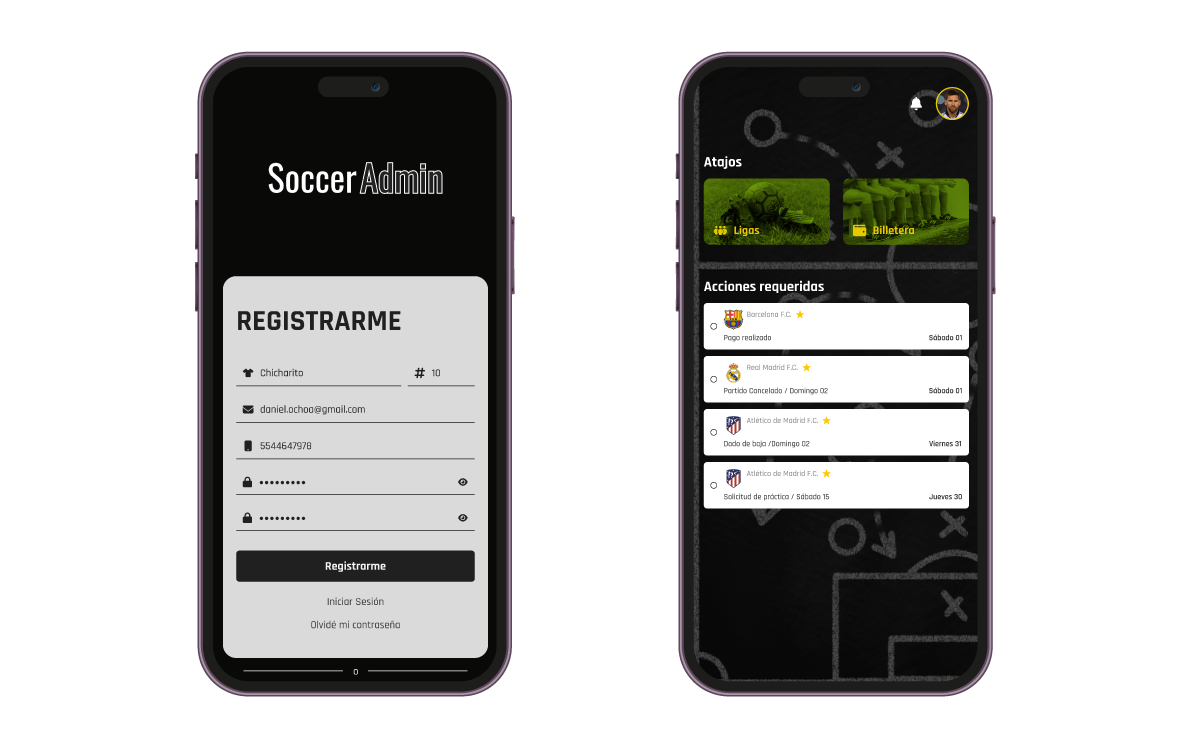 Soccer Admin
REGISTRARME
Chicharito
# 10
daniel.ochoa@gmail.com
5544647978
•••••••••
•••••••••
Registrarme
Iniciar Sesión
Olvidé mi contraseña
O
Atajos
Ligas
Billetera
Acciones requeridas
Barcelona F.C.
Pago realizado
Sábado 01
Real Madrid F.C.
Partido Cancelado / Domingo 02
Sábado 01
Atlético de Madrid F.C.
Dado de baja /Domingo 02
Viernes 31
Atlético de Madrid F.C.
Solicitud de práctica / Sábado 15
Jueves 30